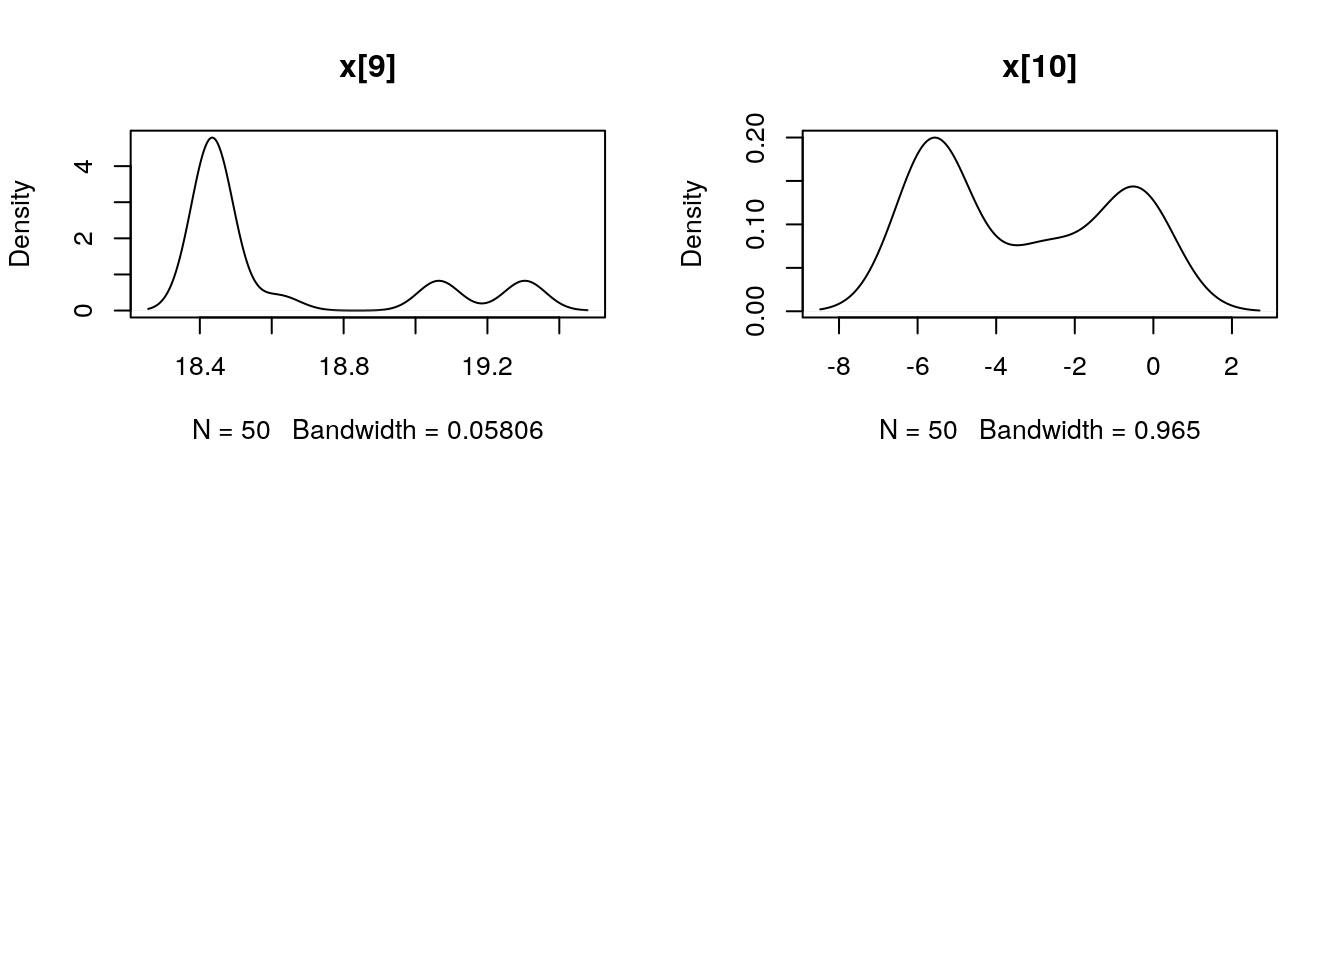 x[9]
Density
0
2
4
18.4 18.8 19.2
N = 50 Bandwidth = 0.05806
x[10]
Density
0.00
0.10
0.20
-8 -6 -4 -2 0 2
N = 50 Bandwidth = 0.965